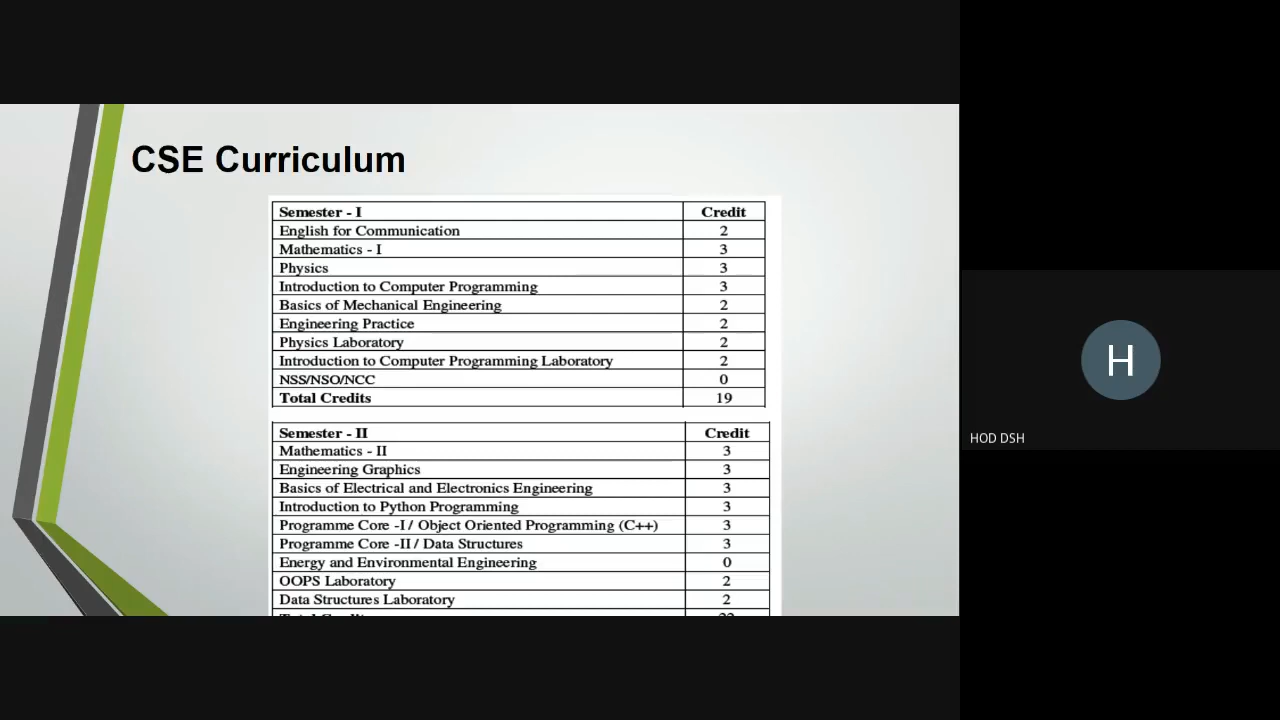 CSE Curriculum
Semester - I Credit
English for Communication 2
Mathematics - I 3
Physics 3
Introduction to Computer Programming 3
Basics of Mechanical Engineering 2
Engineering Practice 2
Physics Laboratory 2
Introduction to Computer Programming Laboratory 2
NSS/NSO/NCC 0
Total Credits 19
Semester - II Credit
Mathematics - II 3
Engineering Graphics 3
Basics of Electrical and Electronics Engineering 3
Introduction to Python Programming 3
Programme Core -I / Object Oriented Programming (C++) 3
Programme Core -II / Data Structures 3
Energy and Environmental Engineering 0
OOPS Laboratory 2
Data Structures Laboratory 2
H
HOD DSH